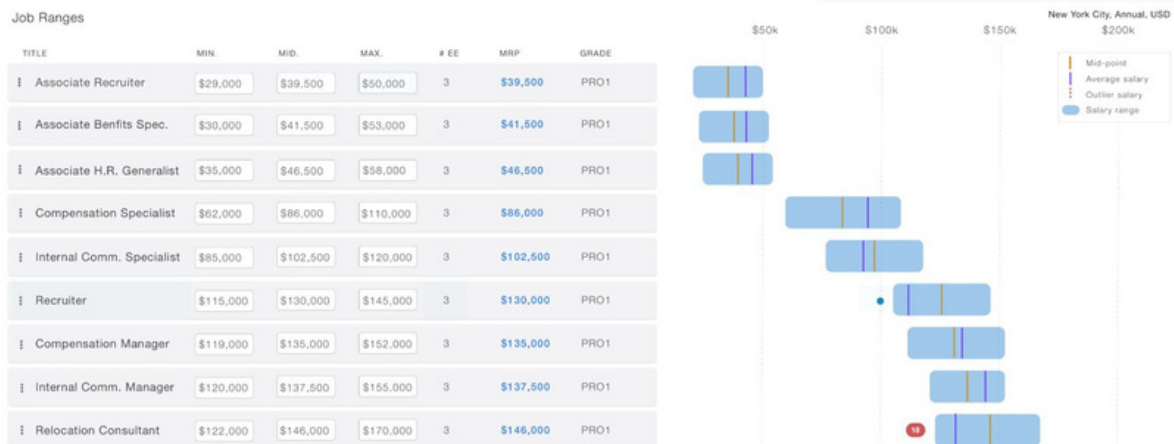 Job Ranges
New York City, Annual, USD
$50k $100k $150k $200k
TITLE MIN. MID. MAX. # EE MRP GRADE
Mid-point
Average salary
Outlier salary
Salary range
Associate Recruiter $29,000 $39,500 $50,000 3 $39,500 PRO1
Associate Benfits Spec. $30,000 $41,500 $53,000 3 $41,500 PRO1
Associate H.R. Generalist $35,000 $46,500 $58,000 3 $46,500 PRO1
Compensation Specialist $62,000 $86,000 $110,000 3 $86,000 PRO1
Internal Comm. Specialist $85,000 $102,500 $120,000 3 $102,500 PRO1
Recruiter $115,000 $130,000 $145,000 3 $130,000 PRO1
Compensation Manager $119,000 $135,000 $152,000 3 $135,000 PRO1
Internal Comm. Manager $120,000 $137,500 $155,000 3 $137,500 PRO1
Relocation Consultant $122,000 $146,000 $170,000 3 $146,000 PRO1 18